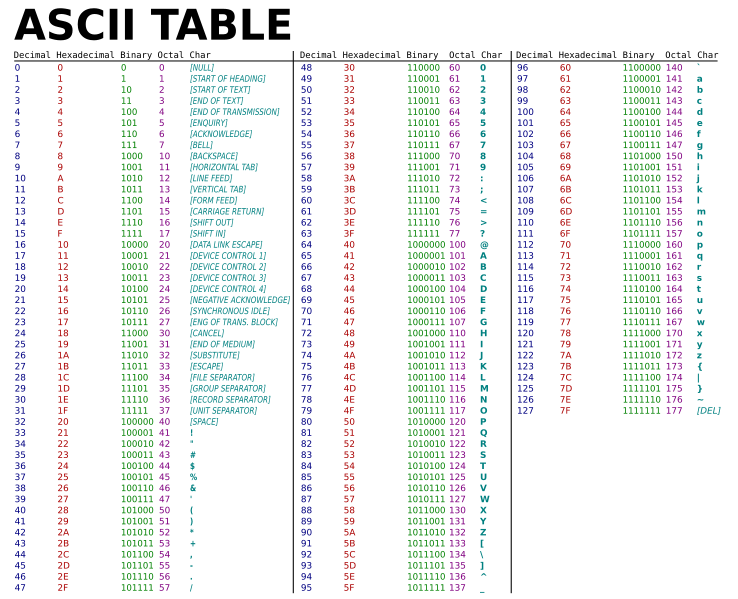 ASCII TABLE
Decimal Hexadecimal Binary Octal Char
0 0 0 0 [NULL]
1 1 1 1 [START OF HEADING]
2 2 10 2 [START OF TEXT]
3 3 11 3 [END OF TEXT]
4 4 100 4 [END OF TRANSMISSION]
5 5 101 5 [ENQUIRY]
6 6 110 6 [ACKNOWLEDGE]
7 7 111 7 [BELL]
8 8 1000 10 [BACKSPACE]
9 9 1001 11 [HORIZONTAL TAB]
10 A 1010 12 [LINE FEED]
11 B 1011 13 [VERTICAL TAB]
12 C 1100 14 [FORM FEED]
13 D 1101 15 [CARRIAGE RETURN]
14 E 1110 16 [SHIFT OUT]
15 F 1111 17 [SHIFT IN]
16 10 10000 20 [DATA LINK ESCAPE]
17 11 10001 21 [DEVICE CONTROL 1]
18 12 10010 22 [DEVICE CONTROL 2]
19 13 10011 23 [DEVICE CONTROL 3]
20 14 10100 24 [DEVICE CONTROL 4]
21 15 10101 25 [NEGATIVE ACKNOWLEDGE]
22 16 10110 26 [SYNCHRONOUS IDLE]
23 17 10111 27 [ENG OF TRANS. BLOCK]
24 18 11000 30 [CANCEL]
25 19 11001 31 [END OF MEDIUM]
26 1A 11010 32 [SUBSTITUTE]
27 1B 11011 33 [ESCAPE]
28 1C 11100 34 [FILE SEPARATOR]
29 1D 11101 35 [GROUP SEPARATOR]
30 1E 11110 36 [RECORD SEPARATOR]
31 1F 11111 37 [UNIT SEPARATOR]
32 20 100000 40 [SPACE]
33 21 100001 41 !
34 22 100010 42 "
35 23 100011 43 #
36 24 100100 44 $
37 25 100101 45 %
38 26 100110 46 &
39 27 100111 47 '
40 28 101000 50 (
41 29 101001 51 )
42 2A 101010 52 *
43 2B 101011 53 +
44 2C 101100 54 ,
45 2D 101101 55 -
46 2E 101110 56 .
47 2F 101111 57 /
Decimal Hexadecimal Binary Octal Char
48 30 110000 60 0
49 31 110001 61 1
50 32 110010 62 2
51 33 110011 63 3
52 34 110100 64 4
53 35 110101 65 5
54 36 110110 66 6
55 37 110111 67 7
56 38 111000 70 8
57 39 111001 71 9
58 3A 111010 72 :
59 3B 111011 73 ;
60 3C 111100 74 <
61 3D 111101 75 =
62 3E 111110 76 >
63 3F 111111 77 ?
64 40 1000000 100 @
65 41 1000001 101 A
66 42 1000010 102 B
67 43 1000011 103 C
68 44 1000100 104 D
69 45 1000101 105 E
70 46 1000110 106 F
71 47 1000111 107 G
72 48 1001000 110 H
73 49 1001001 111 I
74 4A 1001010 112 J
75 4B 1001011 113 K
76 4C 1001100 114 L
77 4D 1001101 115 M
78 4E 1001110 116 N
79 4F 1001111 117 O
80 50 1010000 120 P
81 51 1010001 121 Q
82 52 1010010 122 R
83 53 1010011 123 S
84 54 1010100 124 T
85 55 1010101 125 U
86 56 1010110 126 V
87 57 1010111 127 W
88 58 1011000 130 X
89 59 1011001 131 Y
90 5A 1011010 132 Z
91 5B 1011011 133 [
92 5C 1011100 134 \
93 5D 1011101 135 ]
94 5E 1011110 136 ^
95 5F 1011111 137 _
Decimal Hexadecimal Binary Octal Char
96 60 1100000 140 `
97 61 1100001 141 a
98 62 1100010 142 b
99 63 1100011 143 c
100 64 1100100 144 d
101 65 1100101 145 e
102 66 1100110 146 f
103 67 1100111 147 g
104 68 1101000 150 h
105 69 1101001 151 i
106 6A 1101010 152 j
107 6B 1101011 153 k
108 6C 1101100 154 l
109 6D 1101101 155 m
110 6E 1101110 156 n
111 6F 1101111 157 o
112 70 1110000 160 p
113 71 1110001 161 q
114 72 1110010 162 r
115 73 1110011 163 s
116 74 1110100 164 t
117 75 1110101 165 u
118 76 1110110 166 v
119 77 1110111 167 w
120 78 1111000 170 x
121 79 1111001 171 y
122 7A 1111010 172 z
123 7B 1111011 173 {
124 7C 1111100 174 |
125 7D 1111101 175 }
126 7E 1111110 176 ~
127 7F 1111111 177 [DEL]